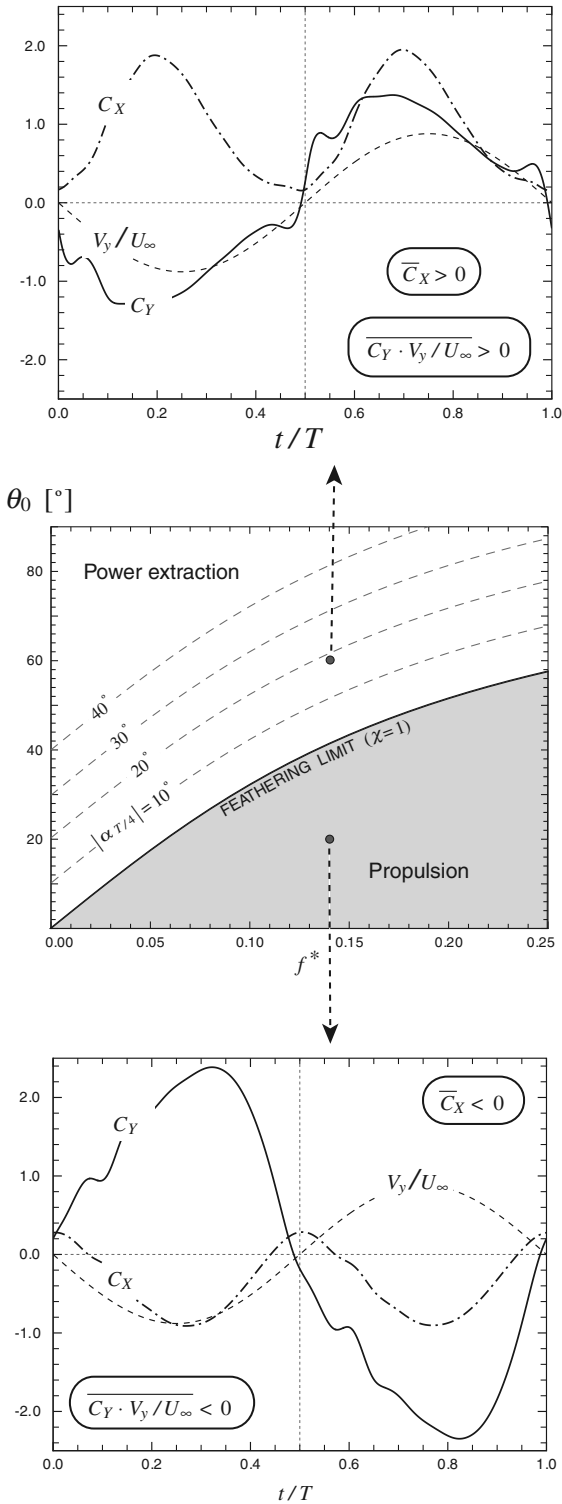 2.0
1.0
0.0
-1.0
-2.0
C_X
V_y / U_∞
C_Y
C̅_X > 0
\overline{C_Y · V_y / U_∞} > 0
0.0 0.2 0.4 0.6 0.8 1.0
t / T
θ_0 [°]
80
60
40
20
Power extraction
40°
30°
20°
|α_{T/4}| = 10°
FEATHERING LIMIT (χ=1)
Propulsion
0.00 0.05 0.10 0.15 0.20 0.25
f*
2.0
1.0
0.0
-1.0
-2.0
C̅_X < 0
C_Y
V_y / U_∞
C_X
\overline{C_Y · V_y / U_∞} < 0
0.0 0.2 0.4 0.6 0.8 1.0
t / T